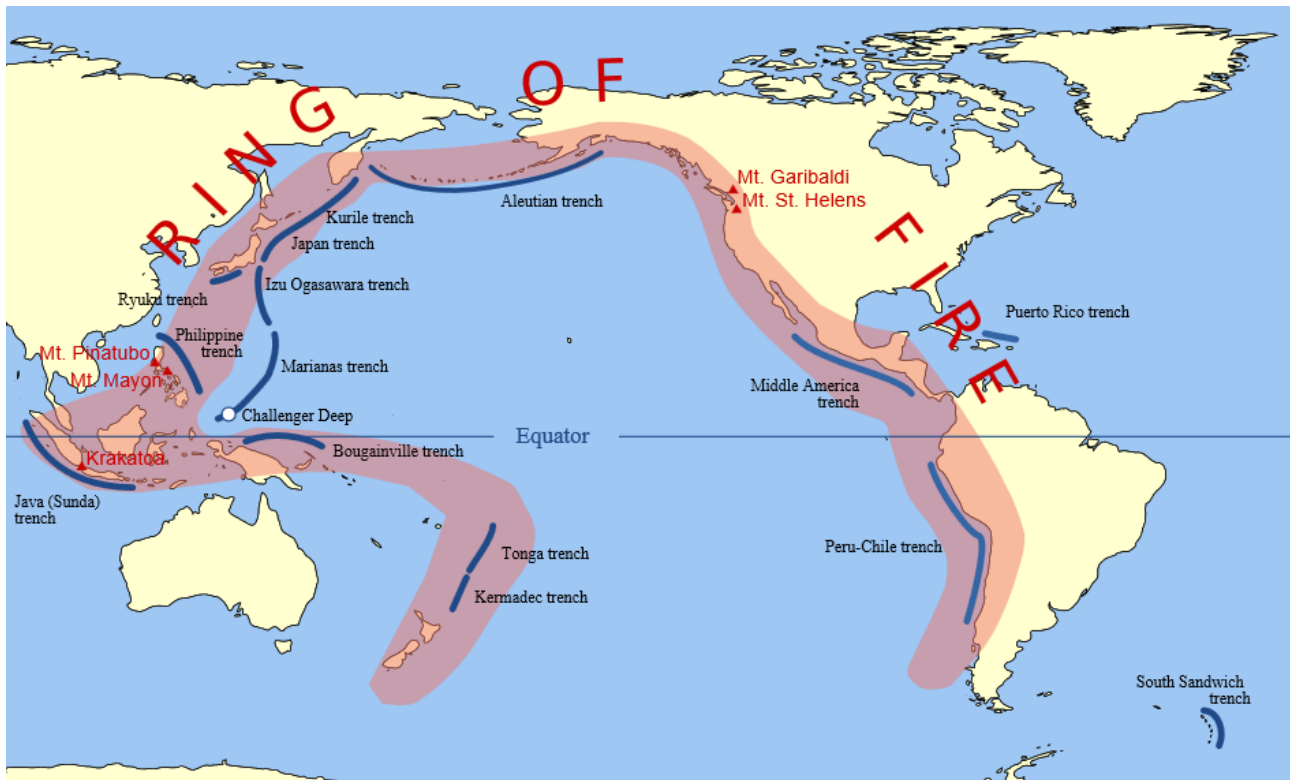 RING OF FIRE
Mt. Garibaldi
Mt. St. Helens
Aleutian trench
Kurile trench
Japan trench
Izu Ogasawara trench
Ryuku trench
Puerto Rico trench
Philippine
trench
Mt. Pinatubo
Mt. Mayon
Marianas trench
Middle America
trench
Challenger Deep
Equator
Bougainville trench
Krakatoa
Java (Sunda)
trench
Peru-Chile trench
Tonga trench
Kermadec trench
South Sandwich
trench